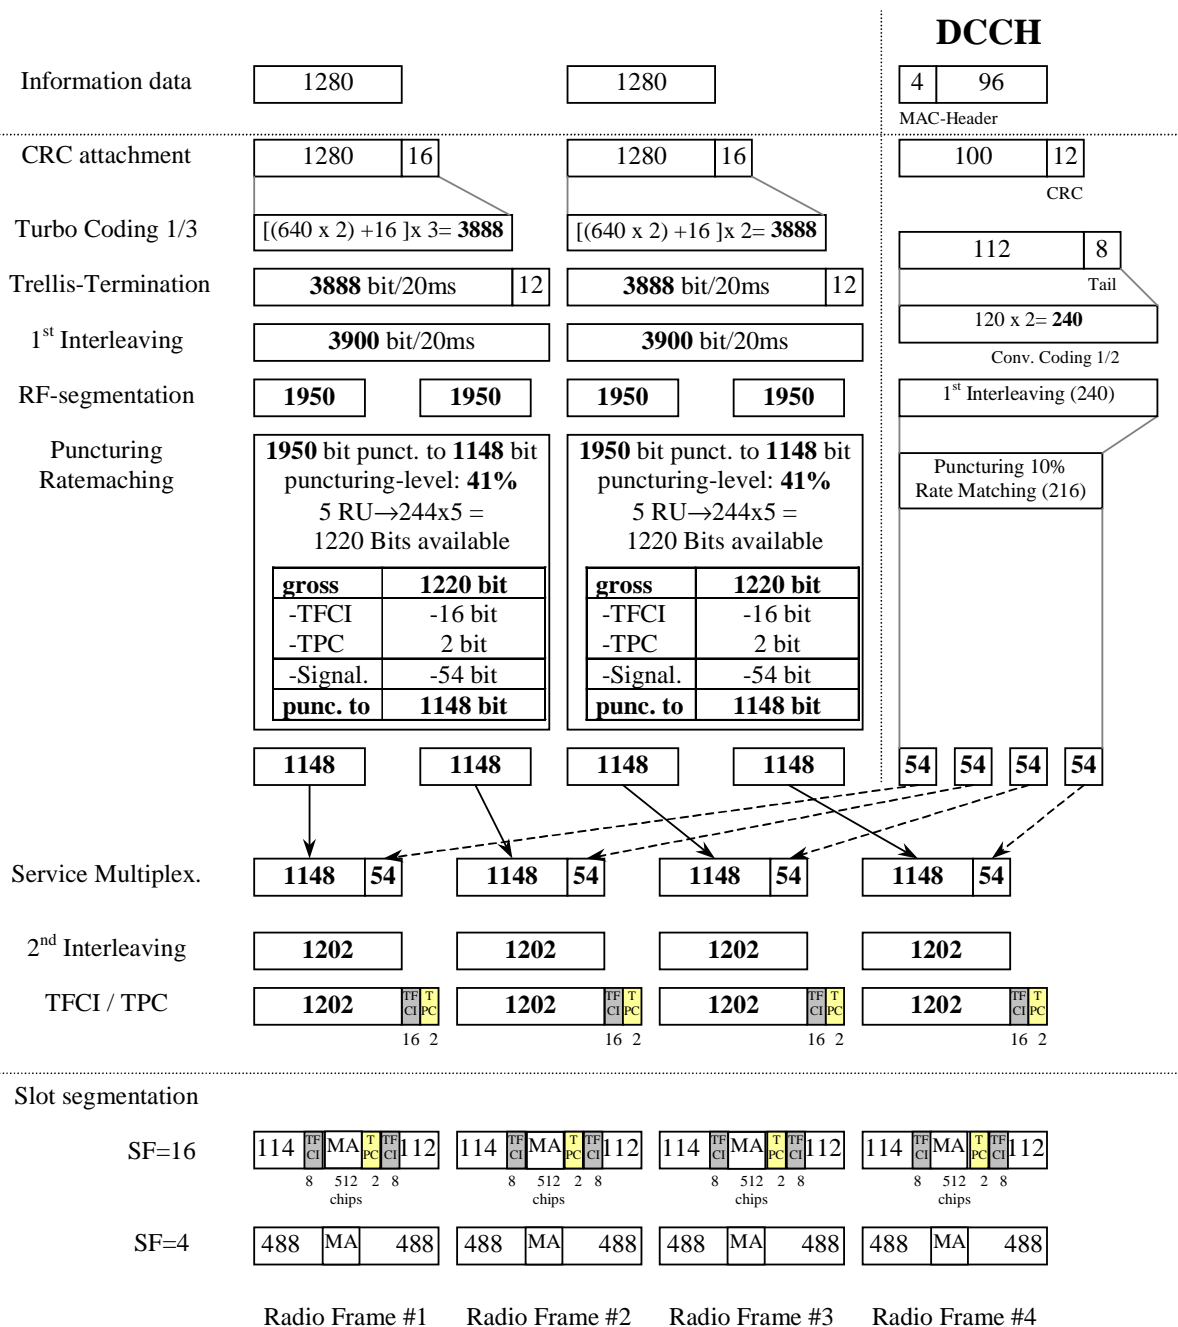 DCCH
Information data 1280 1280 4 96
MAC-Header
CRC attachment 1280 16 1280 16 100 12
CRC
Turbo Coding 1/3 [(640 x 2) +16 ]x 3= 3888 [(640 x 2) +16 ]x 2= 3888
112 8
Trellis-Termination 3888 bit/20ms 12 3888 bit/20ms 12
Tail
120 x 2= 240
1st Interleaving 3900 bit/20ms 3900 bit/20ms
Conv. Coding 1/2
RF-segmentation 1950 1950 1950 1950 1st Interleaving (240)
Puncturing 1950 bit punct. to 1148 bit 1950 bit punct. to 1148 bit
Ratemaching puncturing-level: 41% puncturing-level: 41%
Puncturing 10%
Rate Matching (216)
5 RU→244x5 = 5 RU→244x5 =
1220 Bits available 1220 Bits available
gross 1220 bit gross 1220 bit
-TFCI -16 bit -TFCI -16 bit
-TPC 2 bit -TPC 2 bit
-Signal. -54 bit -Signal. -54 bit
punc. to 1148 bit punc. to 1148 bit
1148 1148 1148 1148 54 54 54 54
Service Multiplex. 1148 54 1148 54 1148 54 1148 54
2nd Interleaving 1202 1202 1202 1202
TFCI / TPC 1202 TF CI T PC 1202 TF CI T PC 1202 TF CI T PC 1202 TF CI T PC
16 2 16 2 16 2 16 2
Slot segmentation
SF=16 114 TF CI MA T PC TF CI 112 114 TF CI MA T PC TF CI 112 114 TF CI MA T PC TF CI 112 114 TF CI MA T PC TF CI 112
8 512 2 8 8 512 2 8 8 512 2 8 8 512 2 8
chips chips chips chips
SF=4 488 MA 488 488 MA 488 488 MA 488 488 MA 488
Radio Frame #1 Radio Frame #2 Radio Frame #3 Radio Frame #4